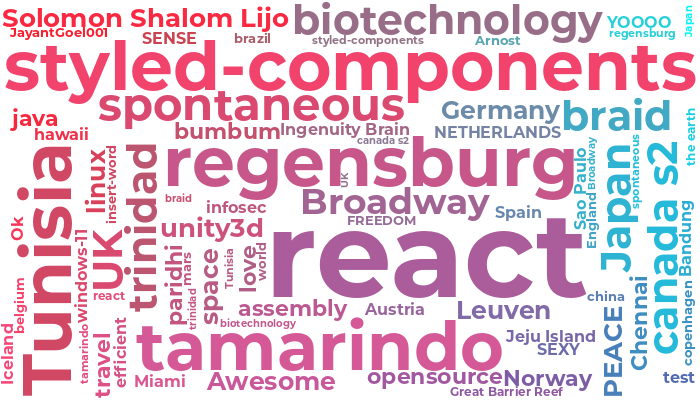 Solomon Shalom Lijo
biotechnology
YOOOO
Japan
JayantGoel001
SENSE
brazil
styled-components
Arnost
regensburg
styled-components
spontaneous
Germany
braid
java
hawaii
bumbum
Ingenuity Brain
NETHERLANDS
canada s2
the earth
Tunisia
linux
insert-word
trinidad
regensburg
UK
Sao Paulo
England
Broadway
Japan
spontaneous
canada s2
braid
infosec
Broadway
FREEDOM
Spain
Ok
UK
unity3d
react
windows-11
paridhi
mars
space
Tunisia
love
world
Bandung
belgium
react
trinidad
assembly
Austria
Leuven
china
PEACE
Chennai
copenhagen
Iceland
tamarindo
travel
efficient
biotechnology
tamarindo
Jeju Island
SEXY
Miami
Awesome
opensource
Norway
test
Great Barrier Reef